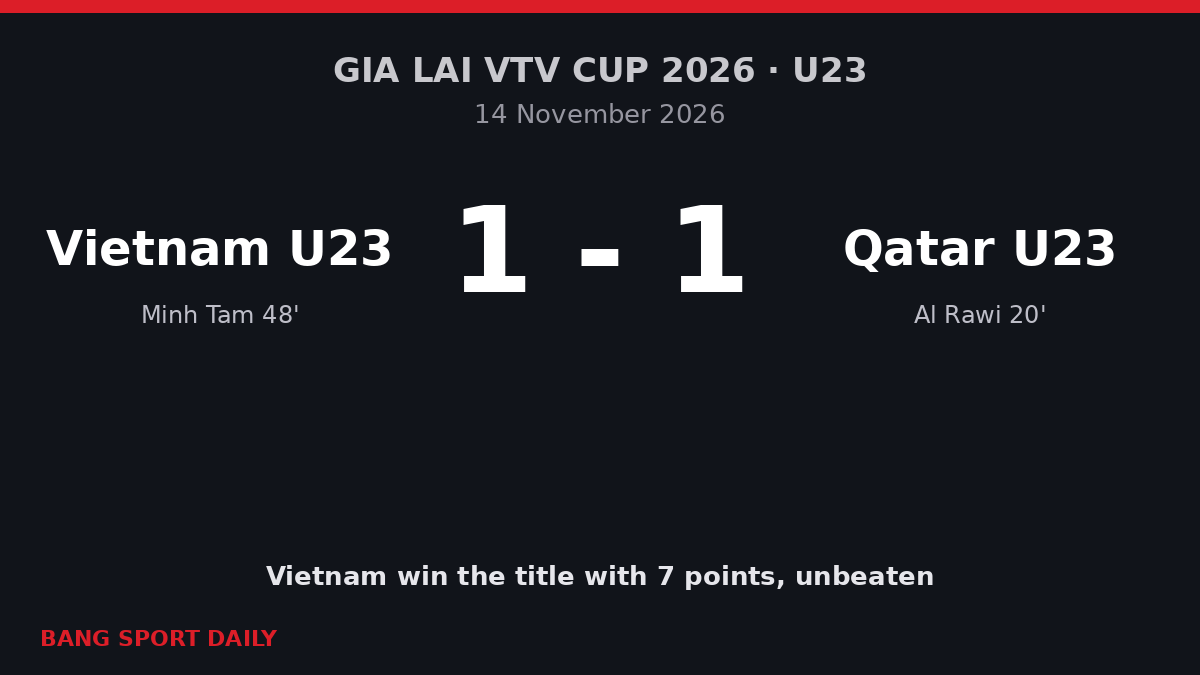 GIA LAI VTV CUP 2026 · U23
14 November 2026
Vietnam U23 1 - 1 Qatar U23
Minh Tam 48' Al Rawi 20'
Vietnam win the title with 7 points, unbeaten
BANG SPORT DAILY